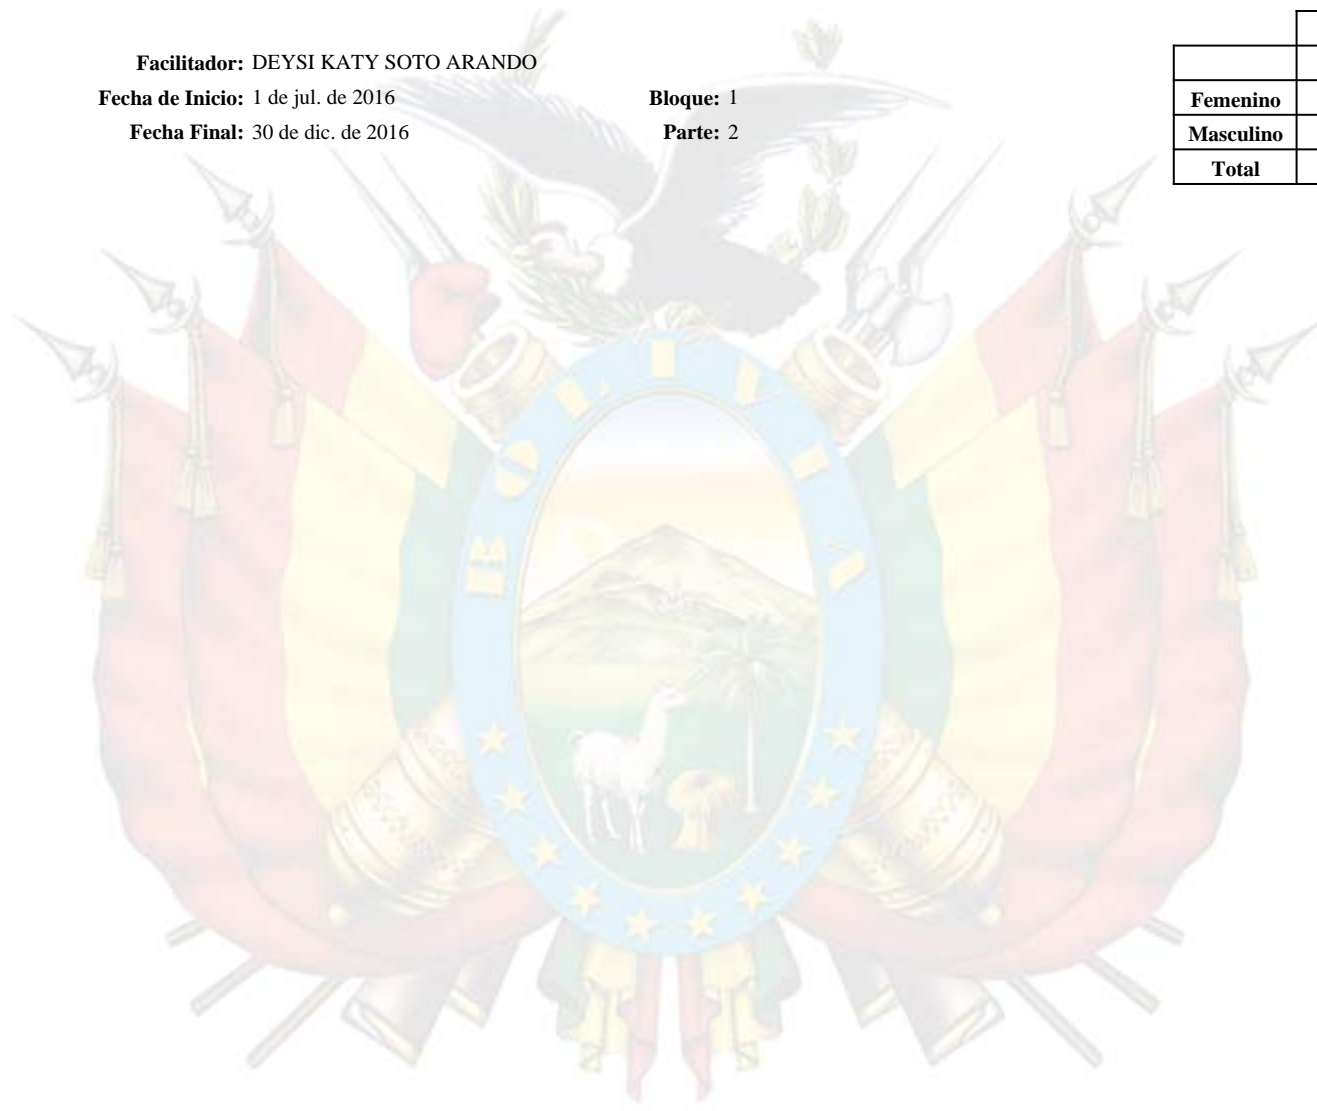 Facilitador: DEYSI KATY SOTO ARANDO
Fecha de Inicio: 1 de jul. de 2016
Bloque: 1
Fecha Final: 30 de dic. de 2016
Parte: 2
Femenino
Masculino
Total
BOLIVIA